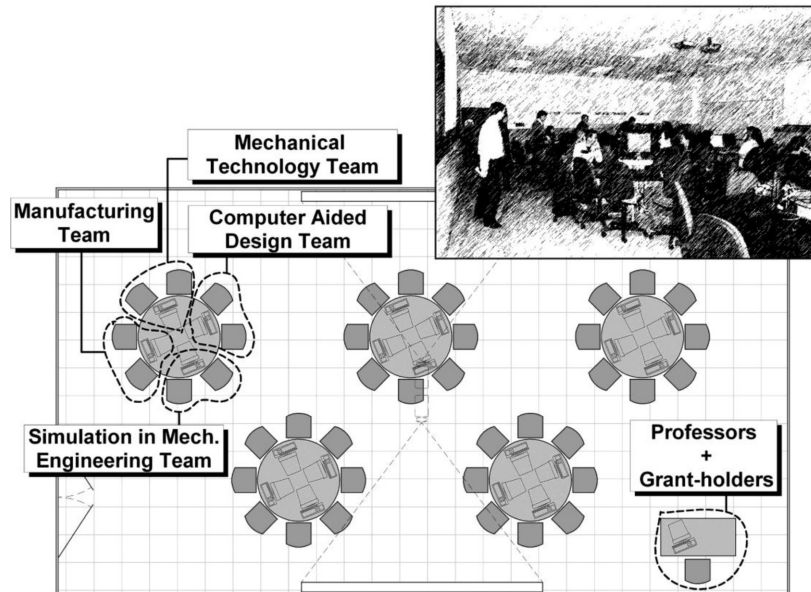 Mechanical
Technology Team
Manufacturing
Team
Computer Aided
Design Team
Simulation in Mech.
Engineering Team
Professors
+
Grant-holders